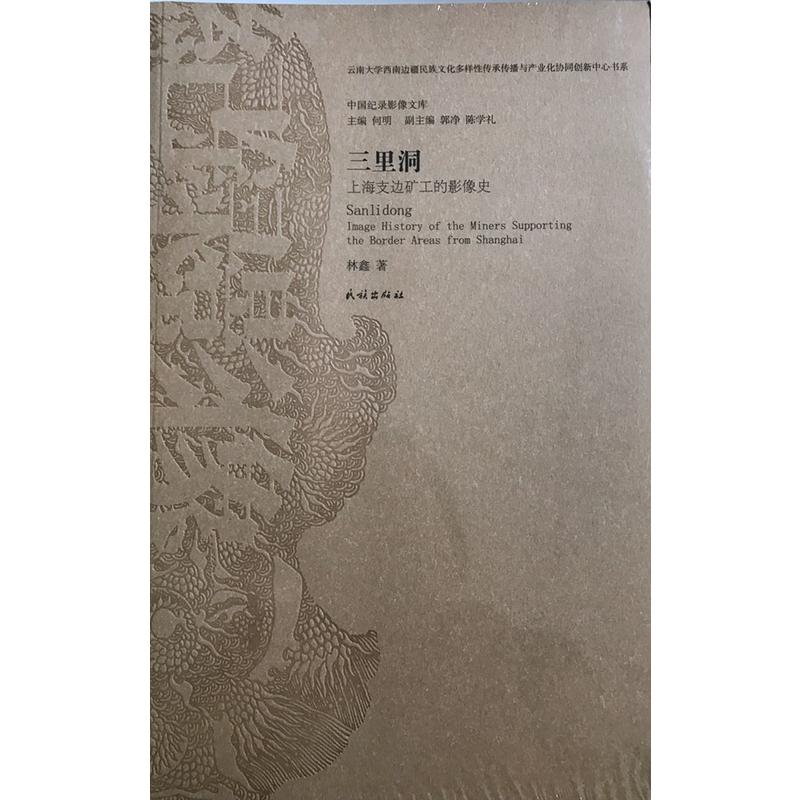 云南大学西南边疆民族文化多样性传承传播与产业化协同创新中心书系
中国纪录影像文库
主编 何明 副主编 郭净 陈学礼
三里洞
上海支边矿工的影像史
Sanlidong
Image History of the Miners Supporting
the Border Areas from Shanghai
林鑫 著
民族出版社